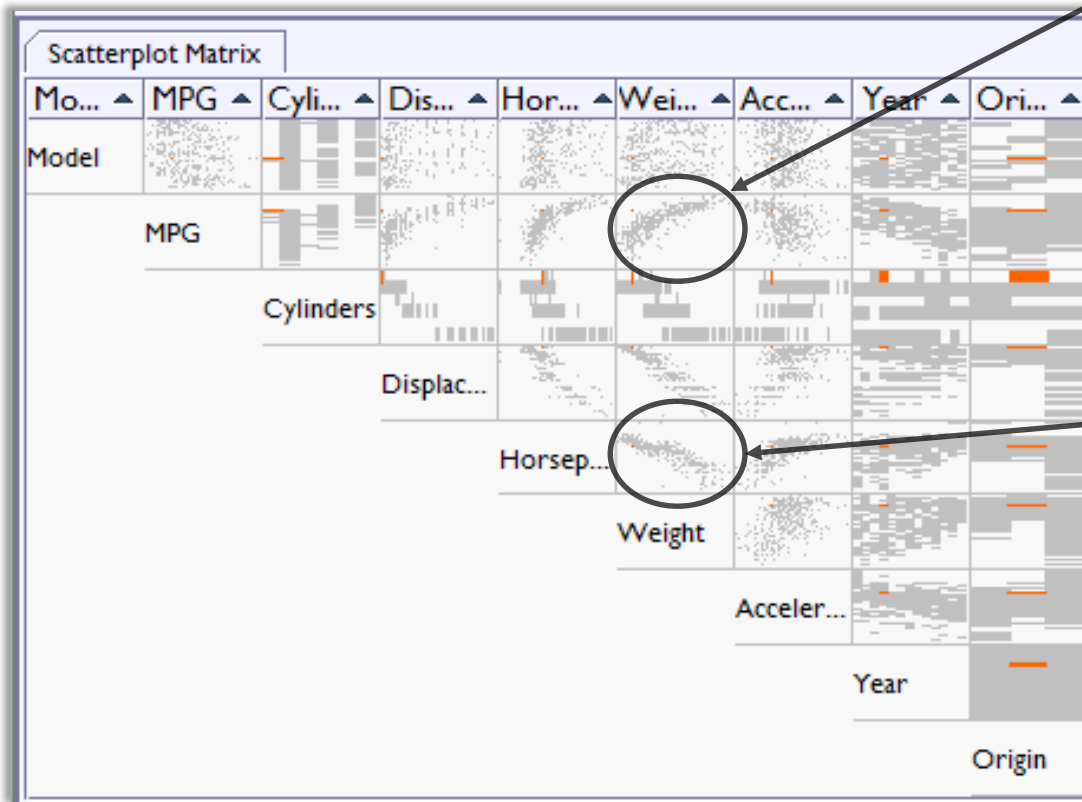 Scatterplot Matrix
Mo... MPG Cyli... Dis... Hor... Wei... Acc... Year Ori...
Model
MPG
Cylinders
Displac...
Horsep...
Weight
Acceler...
Year
Origin